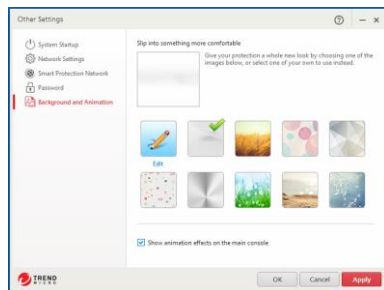 Other Settings
System Startup
Network Settings
Smart Protection Network
Password
Background and Animation
Slip into something more comfortable
Give your protection a whole new look by choosing one of the
images below, or select one of your own to use instead.
Edit
Show animation effects on the main console
TREND
MICRO
OK
Cancel
Apply